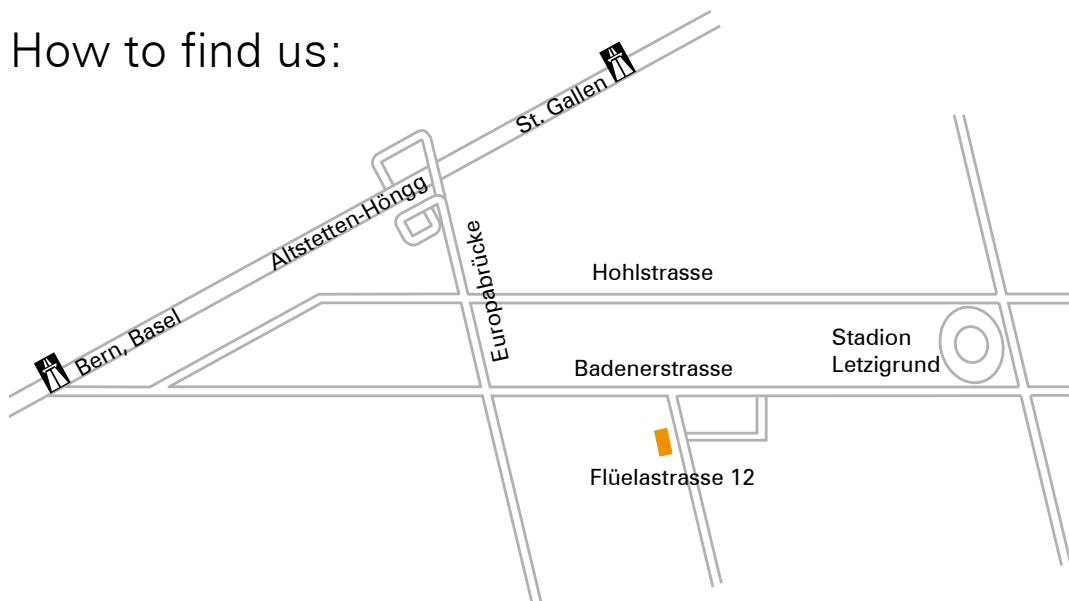 How to find us:
St. Gallen
Altstetten-Höngg
Europabrücke
Hohlstrasse
Bern, Basel
Stadion
Letzigrund
Badenerstrasse
Flüelastrasse 12